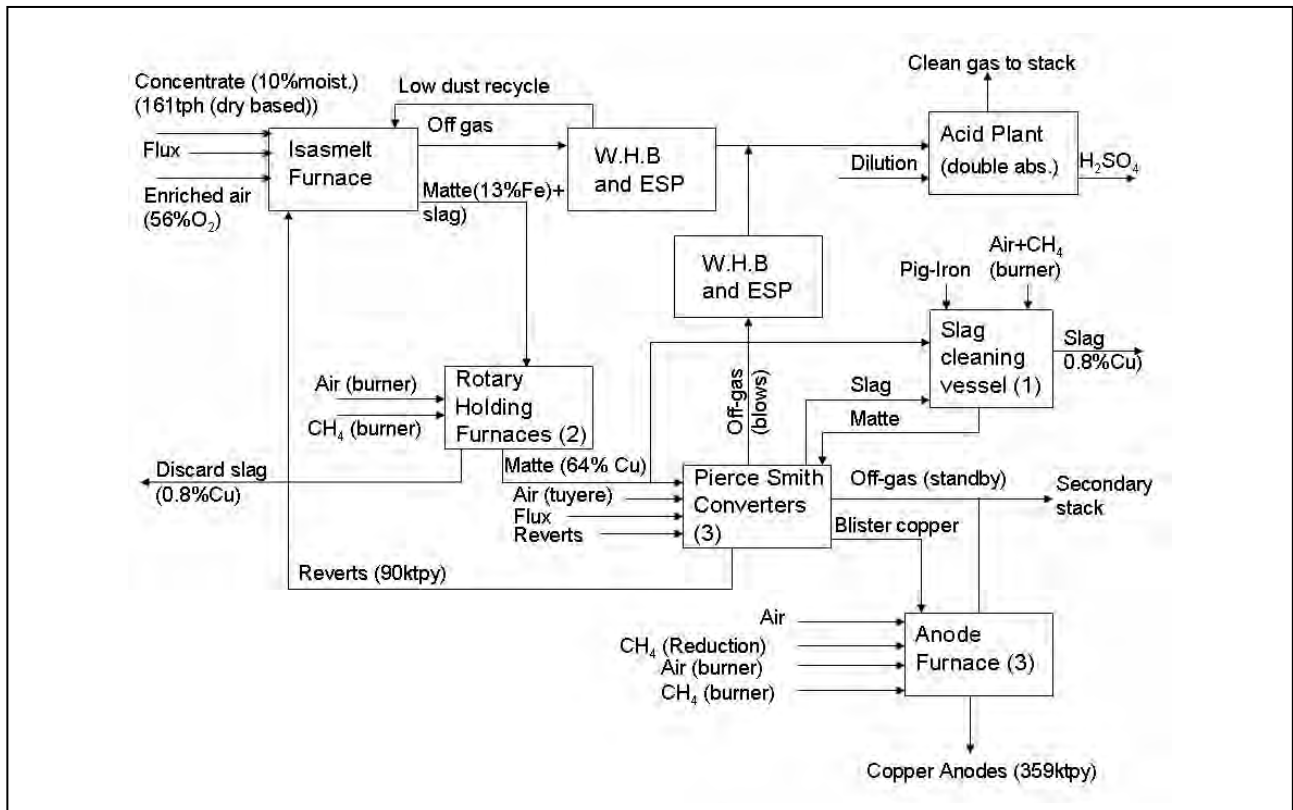 Concentrate (10%moist.)
(161tph (dry based))
Flux
Enriched air
(56%O₂)
Isasmelt
Furnace
Low dust recycle
Off gas
Matte(13%Fe)+
slag)
W.H.B
and ESP
Clean gas to stack
Dilution
Acid Plant
(double abs.)
H₂SO₄
W.H.B
and ESP
Pig-Iron
Air+CH₄
(burner)
Slag
cleaning
vessel (1)
Slag
0.8%Cu)
Air (burner)
CH₄ (burner)
Rotary
Holding
Furnaces (2)
Off-gas
(blows)
Slag
Matte
Discard slag
(0.8%Cu)
Matte (64% Cu)
Air (tuyere)
Flux
Reverts
Pierce Smith
Converters
(3)
Off-gas (standby)
Secondary
stack
Blister copper
Reverts (90ktpy)
Air
CH₄ (Reduction)
Air (burner)
CH₄ (burner)
Anode
Furnace (3)
Copper Anodes (359ktpy)